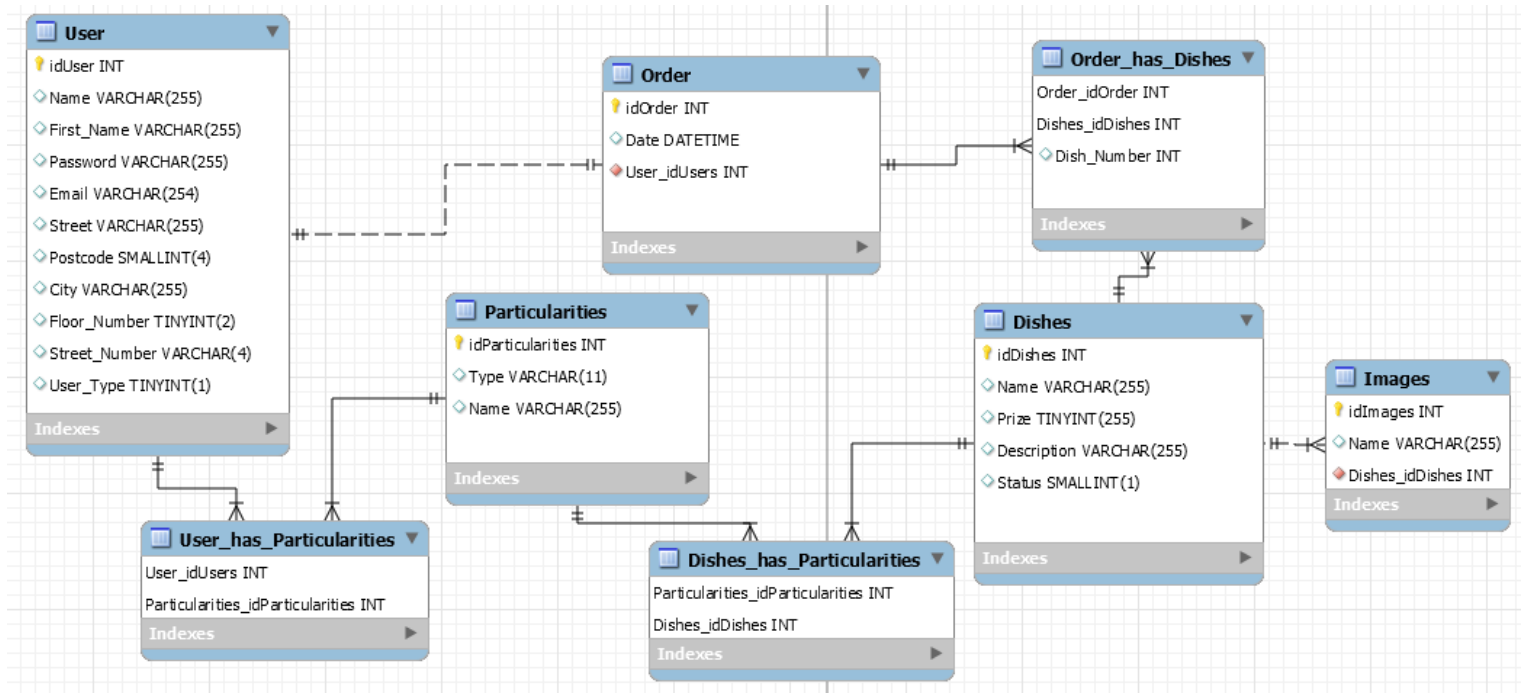 User
idUser INT
Name VARCHAR(255)
First_Name VARCHAR(255)
Password VARCHAR(255)
Email VARCHAR(254)
Street VARCHAR(255)
Postcode SMALLINT(4)
City VARCHAR(255)
Floor_Number TINYINT(2)
Street_Number VARCHAR(4)
User_Type TINYINT(1)
Indexes
Order
idOrder INT
Date DATETIME
User_idUsers INT
Indexes
Order_has_Dishes
Order_idOrder INT
Dishes_idDishes INT
Dish_Number INT
Indexes
Particularities
idParticularities INT
Type VARCHAR(11)
Name VARCHAR(255)
Indexes
Dishes
idDishes INT
Name VARCHAR(255)
Prize TINYINT(255)
Description VARCHAR(255)
Status SMALLINT(1)
Indexes
Images
idImages INT
Name VARCHAR(255)
Dishes_idDishes INT
Indexes
User_has_Particularities
User_idUsers INT
Particularities_idParticularities INT
Indexes
Dishes_has_Particularities
Particularities_idParticularities INT
Dishes_idDishes INT
Indexes